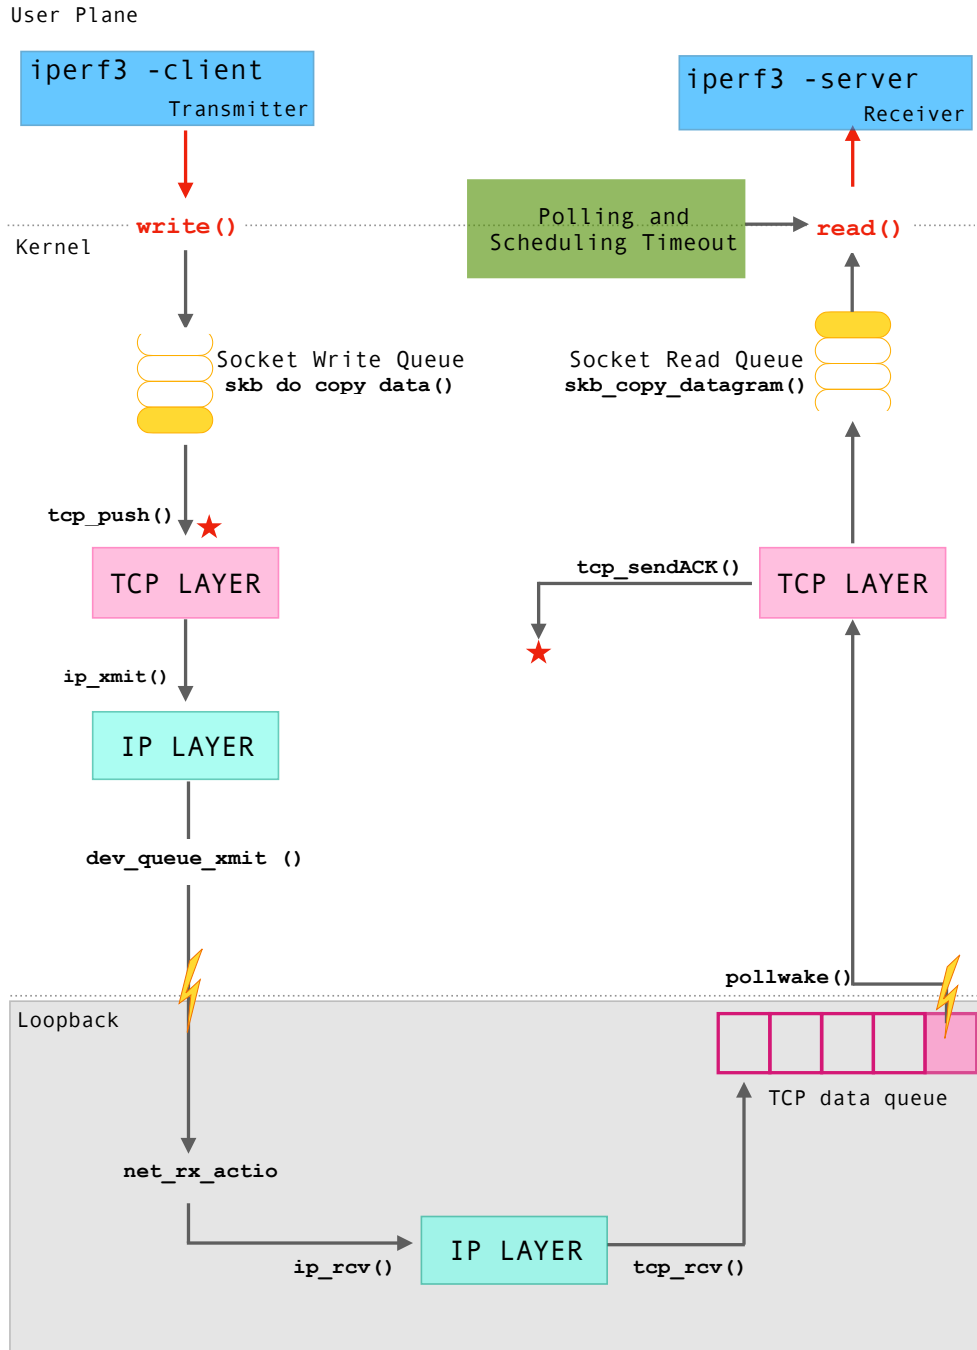 User Plane
iperf3 -client
Transmitter
iperf3 -server
Receiver
write()
Polling and
Scheduling Timeout
read()
Kernel
Socket Write Queue
skb do copy data()
Socket Read Queue
skb_copy_datagram()
tcp_push()
TCP LAYER
tcp_sendACK()
TCP LAYER
ip_xmit()
IP LAYER
dev_queue_xmit ()
pollwake()
Loopback
TCP data queue
net_rx_actio
ip_rcv()
IP LAYER
tcp_rcv()